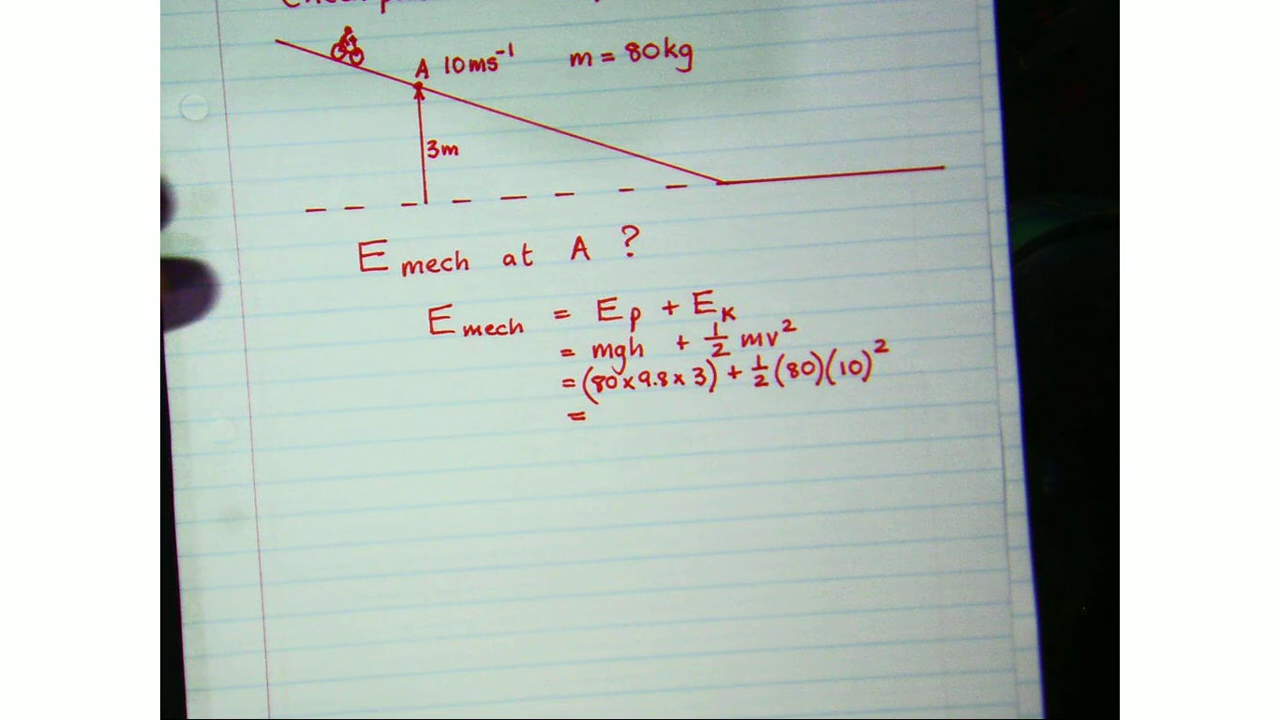 A 10ms⁻¹ m = 80kg
3m
E mech at A ?
E mech = Ep + EK
= mgh + ½ mv²
= (80 x 9.8 x 3) + ½ (80)(10)²
=